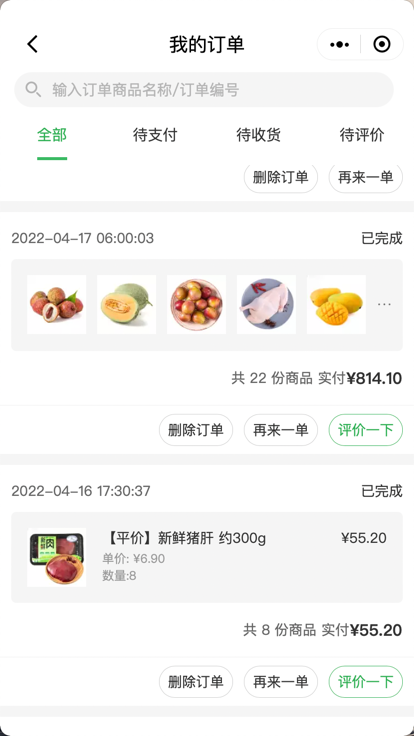 我的订单
输入订单商品名称/订单编号
全部 待支付 待收货 待评价
删除订单 再来一单
2022-04-17 06:00:03 已完成
...
共 22 份商品 实付¥814.10
删除订单 再来一单 评价一下
2022-04-16 17:30:37 已完成
【平价】新鲜猪肝 约300g ¥55.20
单价: ¥6.90
数量:8
共 8 份商品 实付¥55.20
删除订单 再来一单 评价一下